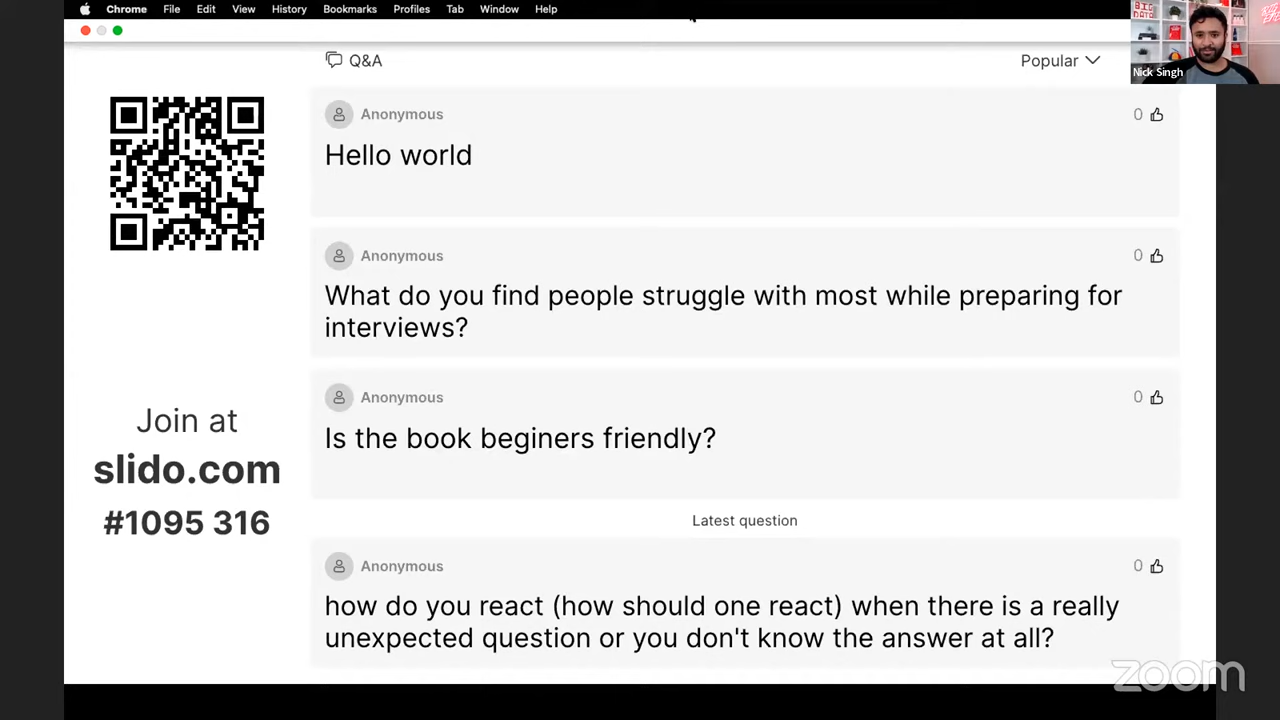 Chrome File Edit View History Bookmarks Profiles Tab Window Help
Nick Singh
Q&A
Popular
Anonymous
0
Hello world
Anonymous
0
What do you find people struggle with most while preparing for
interviews?
Anonymous
0
Is the book beginers friendly?
Latest question
Anonymous
0
how do you react (how should one react) when there is a really
unexpected question or you don't know the answer at all?
Join at
slido.com
#1095 316
zoom